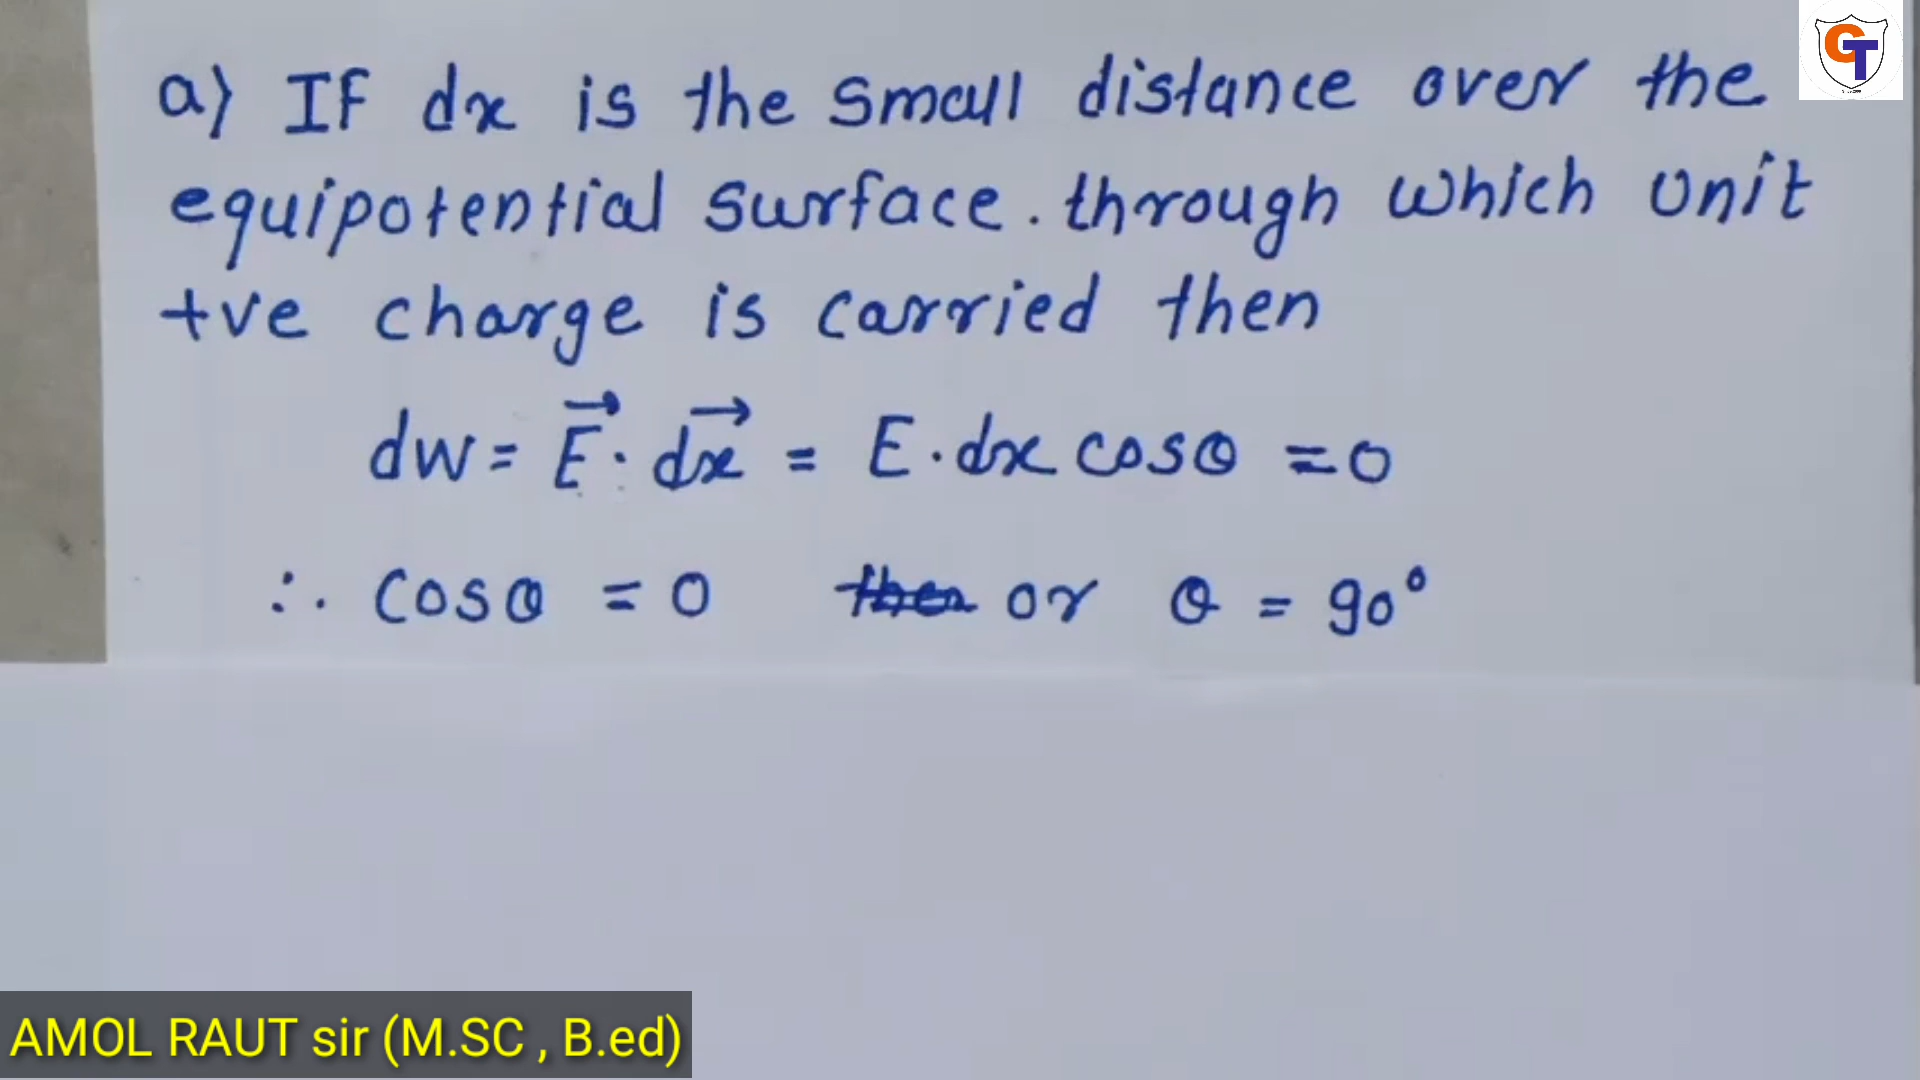 a) IF dx is the small distance over the
equipotential surface. through which unit
+ve charge is carried then
dw = E⃗ · dx⃗ = E · dx cosθ = 0
∴ cosθ = 0 then or θ = 90°
GT
AMOL RAUT sir (M.SC , B.ed)